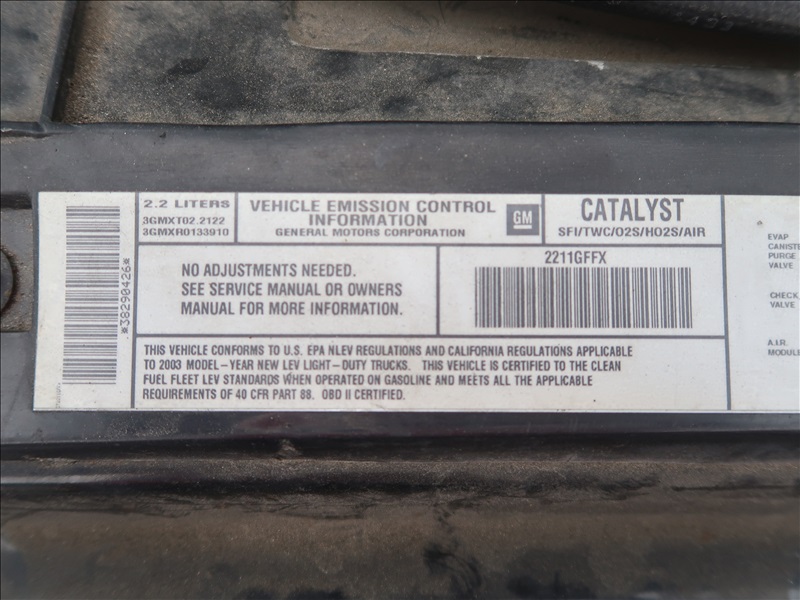 *38290426*
2.2 LITERS
3GMXT02.2122
3GMXR0133910
VEHICLE EMISSION CONTROL
INFORMATION
GENERAL MOTORS CORPORATION
GM
CATALYST
SFI/TWC/O2S/HO2S/AIR
NO ADJUSTMENTS NEEDED.
SEE SERVICE MANUAL OR OWNERS
MANUAL FOR MORE INFORMATION.
2211GFFX
THIS VEHICLE CONFORMS TO U.S. EPA NLEV REGULATIONS AND CALIFORNIA REGULATIONS APPLICABLE
TO 2003 MODEL-YEAR NEW LEV LIGHT-DUTY TRUCKS. THIS VEHICLE IS CERTIFIED TO THE CLEAN
FUEL FLEET LEV STANDARDS WHEN OPERATED ON GASOLINE AND MEETS ALL THE APPLICABLE
REQUIREMENTS OF 40 CFR PART 88. OBD II CERTIFIED.
EVAP
CANISTE
PURGE
VALVE
CHECK
VALVE
A.I.R.
MODULE